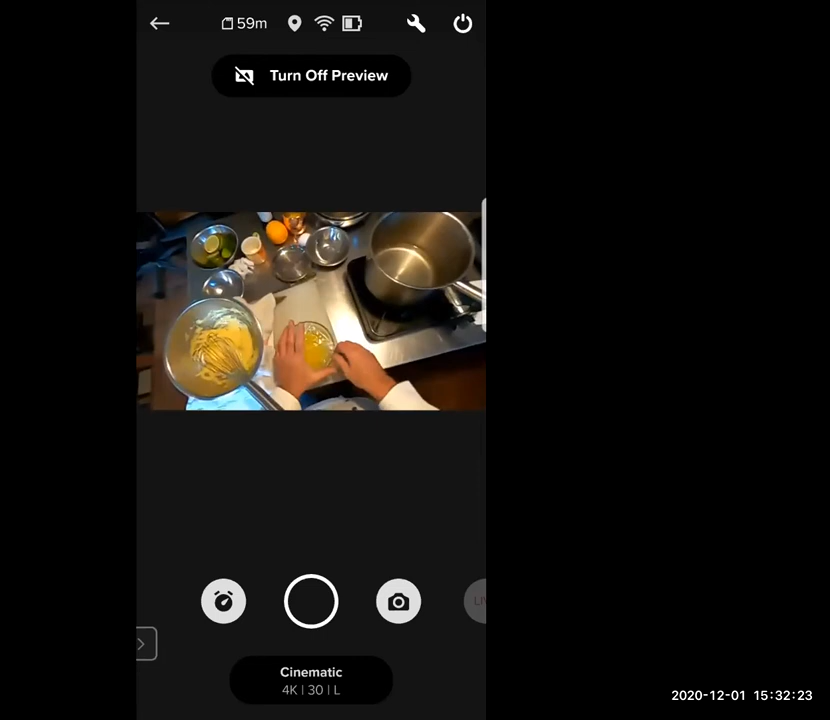 59m
Turn Off Preview
Cinematic
4K | 30 | L
2020-12-01 15:32:23